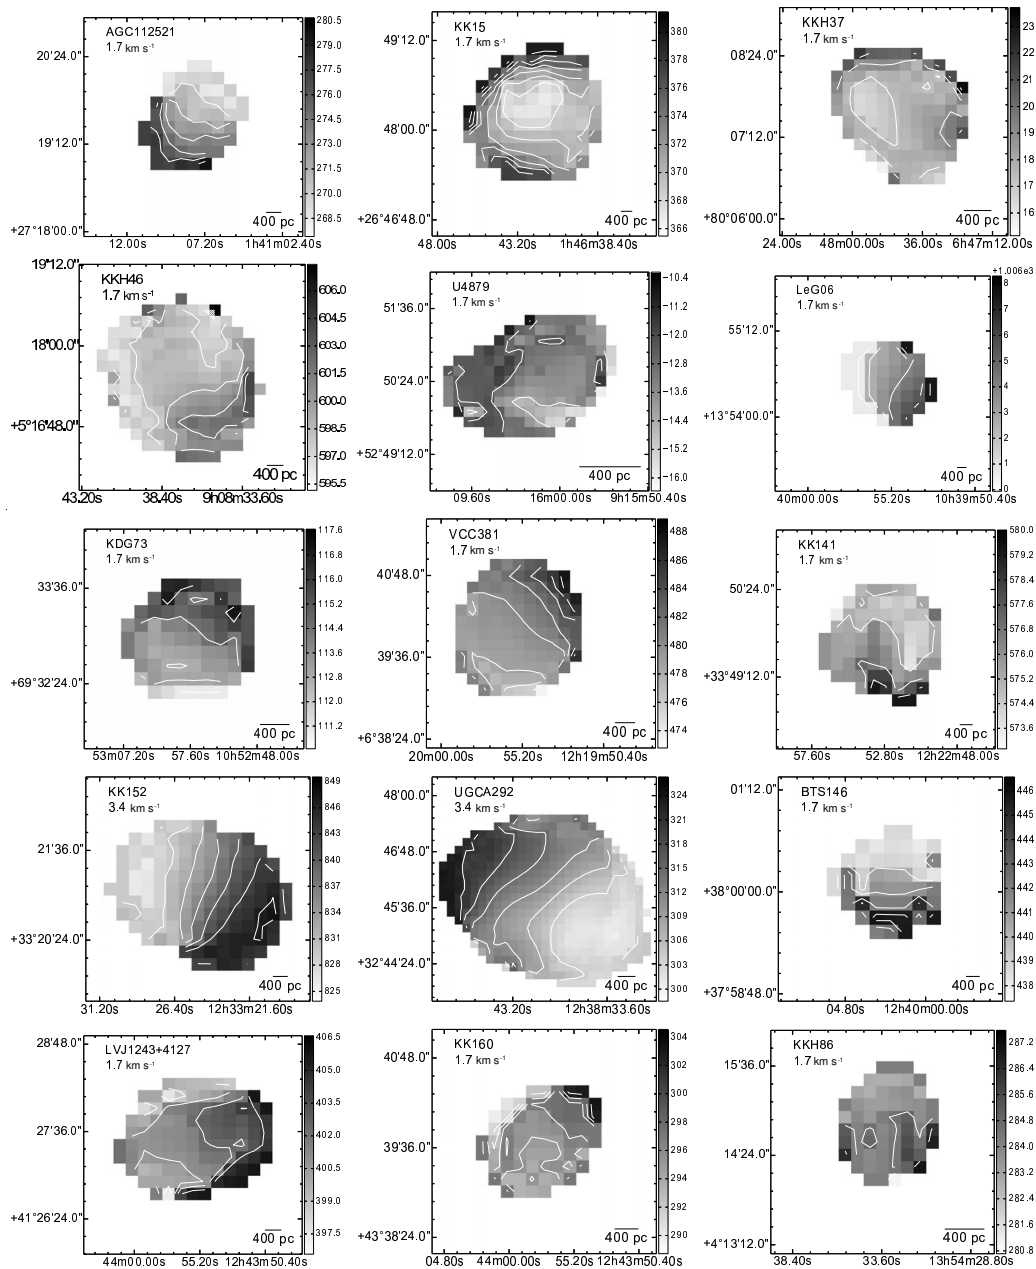 AGC112521
1.7 km s⁻¹
20'24.0"
19'12.0"
+27°18'00.0"
12.00s 07.20s 1h41m02.40s
400 pc
280.5
279.0
277.5
276.0
274.5
273.0
271.5
270.0
268.5
KK15
1.7 km s⁻¹
49'12.0"
48'00.0"
+26°46'48.0"
48.00s 43.20s 1h46m38.40s
400 pc
380
378
376
374
372
370
368
366
KKH37
1.7 km s⁻¹
08'24.0"
07'12.0"
+80°06'00.0"
24.00s 48m00.00s 36.00s 6h47m12.00s
400 pc
23
22
21
20
19
18
17
16
KKH46
1.7 km s⁻¹
19'12.0"
18'00.0"
+5°16'48.0"
43.20s 38.40s 9h08m33.60s
400 pc
606.0
604.5
603.0
601.5
600.0
598.5
597.0
595.5
U4879
1.7 km s⁻¹
51'36.0"
50'24.0"
+52°49'12.0"
09.60s 16m00.00s 9h15m50.40s
400 pc
−10.4
−11.2
−12.0
−12.8
−13.6
−14.4
−15.2
−16.0
LeG06
1.7 km s⁻¹
55'12.0"
+13°54'00.0"
40m00.00s 55.20s 10h39m50.40s
400 pc
+1.006e3
8
7
6
5
4
3
2
1
0
KDG73
1.7 km s⁻¹
33'36.0"
+69°32'24.0"
53m07.20s 57.60s 10h52m48.00s
400 pc
117.6
116.8
116.0
115.2
114.4
113.6
112.8
112.0
111.2
VCC381
1.7 km s⁻¹
40'48.0"
39'36.0"
+6°38'24.0"
20m00.00s 55.20s 12h19m50.40s
400 pc
488
486
484
482
480
478
476
474
KK141
1.7 km s⁻¹
50'24.0"
+33°49'12.0"
57.60s 52.80s 12h22m48.00s
400 pc
580.0
579.2
578.4
577.6
576.8
576.0
575.2
574.4
573.6
KK152
3.4 km s⁻¹
21'36.0"
+33°20'24.0"
31.20s 26.40s 12h33m21.60s
400 pc
849
846
843
840
837
834
831
828
825
UGCA292
3.4 km s⁻¹
48'00.0"
46'48.0"
45'36.0"
+32°44'24.0"
43.20s 12h38m33.60s
400 pc
324
321
318
315
312
309
306
303
300
BTS146
1.7 km s⁻¹
01'12.0"
+38°00'00.0"
+37°58'48.0"
04.80s 12h40m00.00s
400 pc
446
445
444
443
442
441
440
439
438
LVJ1243+4127
1.7 km s⁻¹
28'48.0"
27'36.0"
+41°26'24.0"
44m00.00s 55.20s 12h43m50.40s
400 pc
406.5
405.0
403.5
402.0
400.5
399.0
397.5
KK160
1.7 km s⁻¹
40'48.0"
39'36.0"
+43°38'24.0"
04.80s 44m00.00s 55.20s 12h43m50.40s
400 pc
304
302
300
298
296
294
292
290
KKH86
1.7 km s⁻¹
15'36.0"
14'24.0"
+4°13'12.0"
38.40s 33.60s 13h54m28.80s
400 pc
287.2
286.4
285.6
284.8
284.0
283.2
282.4
281.6
280.8